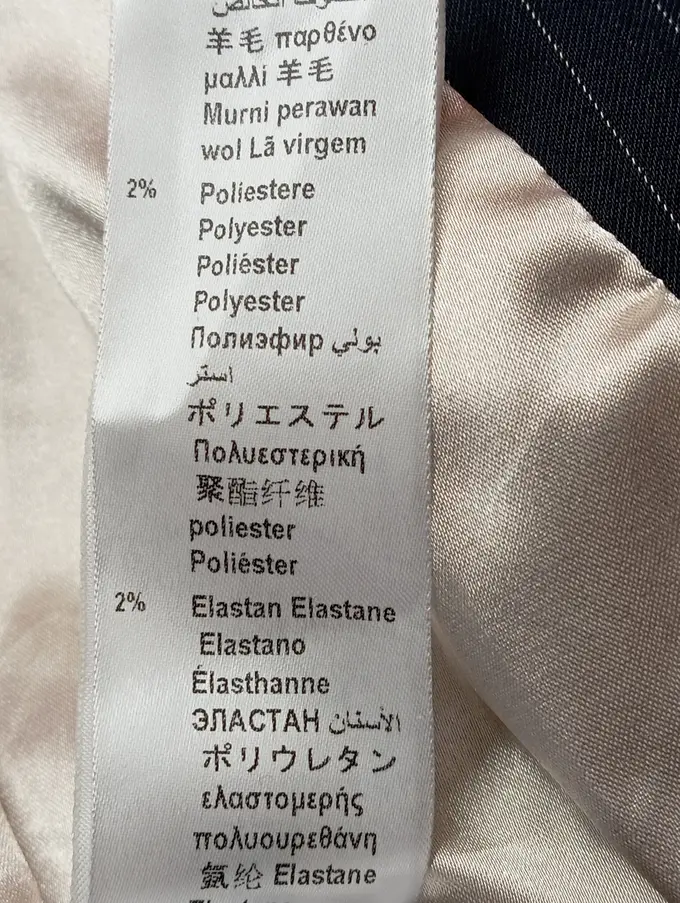 羊毛 παρθένο
μαλλί 羊毛
Murni perawan
wol Lã virgem
2% Poliestere
Polyester
Poliéster
Polyester
Полиэфир بولي
استر
ポリエステル
Πολυεστερική
聚酯纤维
poliester
Poliéster
2% Elastan Elastane
Elastano
Élasthanne
ЭЛАСТАН الأستان
ポリウレタン
ελαστομερής
πολυουρεθάνη
氨纶 Elastane